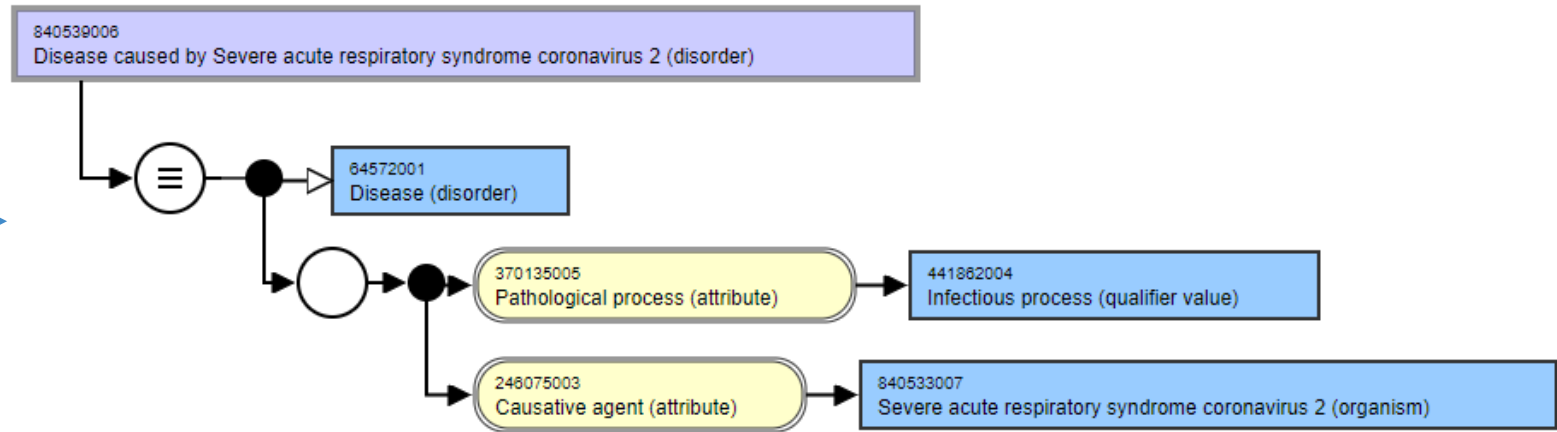 840539006
Disease caused by Severe acute respiratory syndrome coronavirus 2 (disorder)
≡
64572001
Disease (disorder)
370135005
Pathological process (attribute)
441862004
Infectious process (qualifier value)
246075003
Causative agent (attribute)
840533007
Severe acute respiratory syndrome coronavirus 2 (organism)